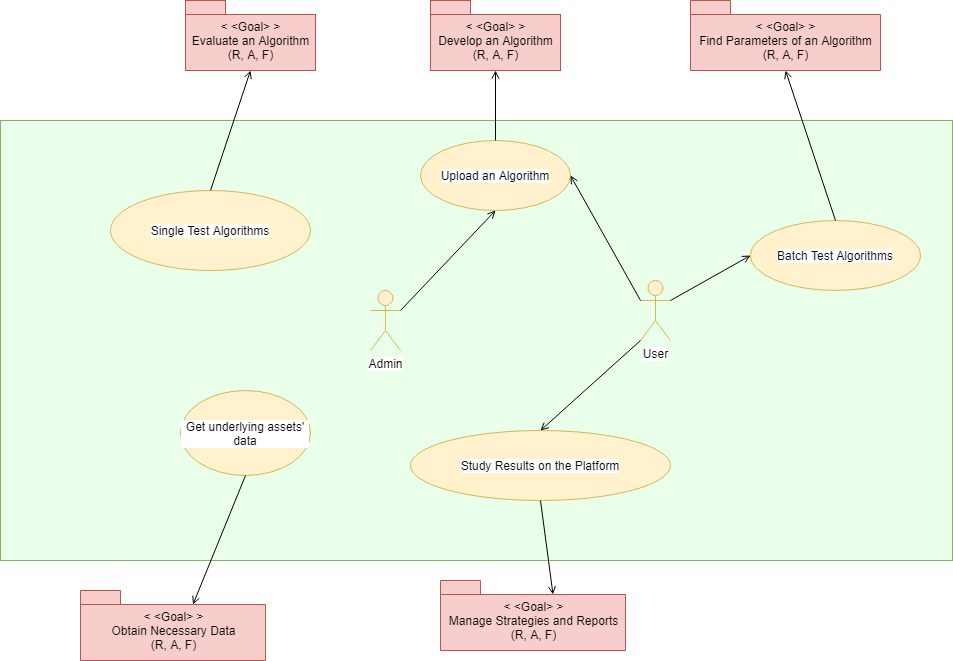 < <Goal> >
Evaluate an Algorithm
(R, A, F)
< <Goal> >
Develop an Algorithm
(R, A, F)
< <Goal> >
Find Parameters of an Algorithm
(R, A, F)
Upload an Algorithm
Single Test Algorithms
Batch Test Algorithms
User
Admin
Get underlying assets'
data
Study Results on the Platform
< <Goal> >
Obtain Necessary Data
(R, A, F)
< <Goal> >
Manage Strategies and Reports
(R, A, F)